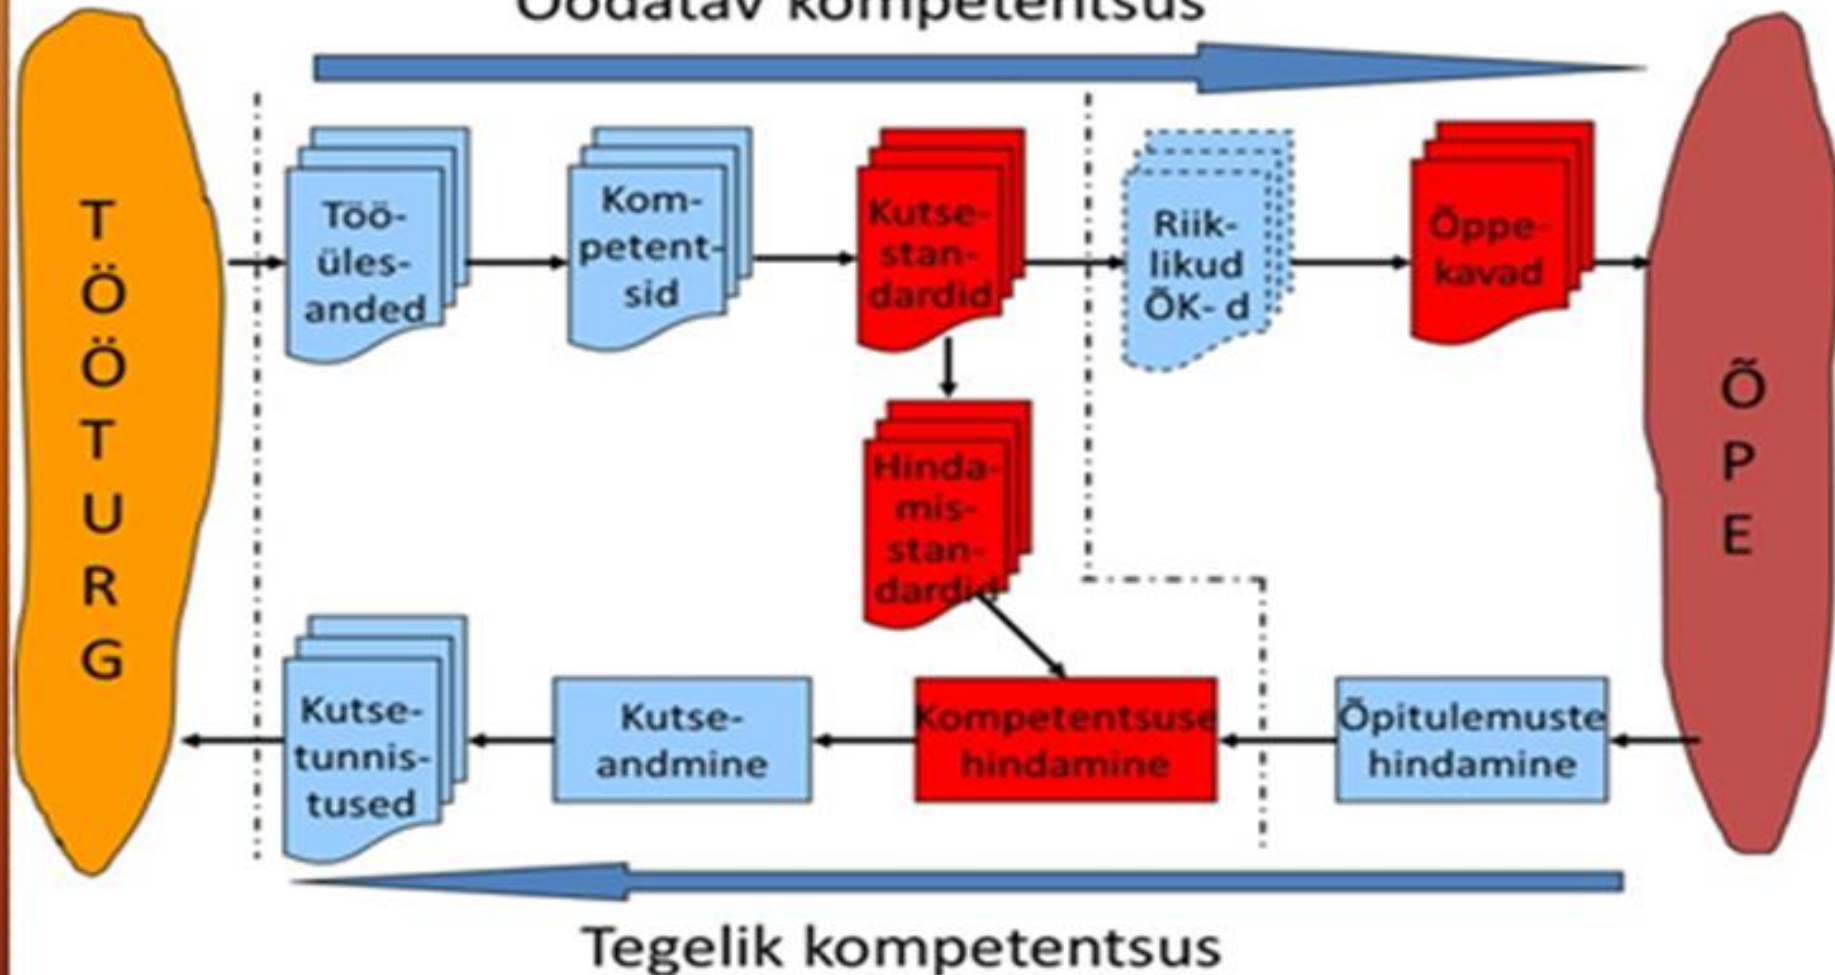 Oodatav kompetentsus
T
Ö
Ö
T
U
R
G
Töö-
üles-
anded
Kom-
petent-
sid
Kutse-
stan-
dardid
Riik-
likud
ÕK- d
Õppe-
kavad
Õ
P
E
Hinda-
mis-
stan-
dardid
Kutse-
tunnis-
tused
Kutse-
andmine
Kompetentsuse
hindamine
Õpitulemuste
hindamine
Tegelik kompetentsus